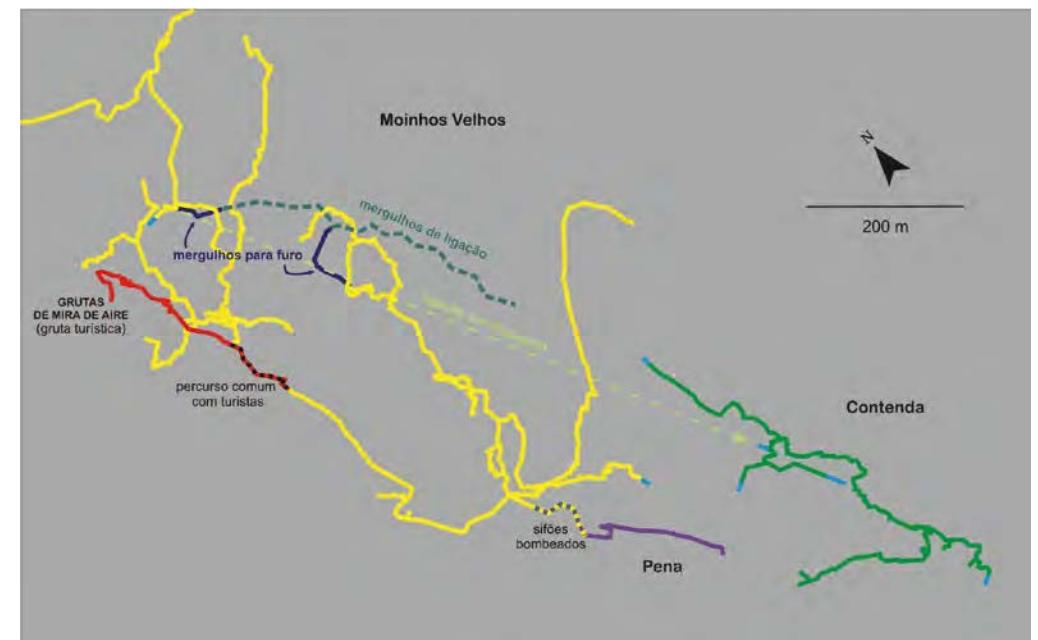 Moinhos Velhos
N
200 m
mergulhos de ligação
mergulhos para furo
GRUTAS
DE MIRA DE AIRE
(gruta turística)
percurso comum
com turistas
Contenda
sifões
bombeados
Pena